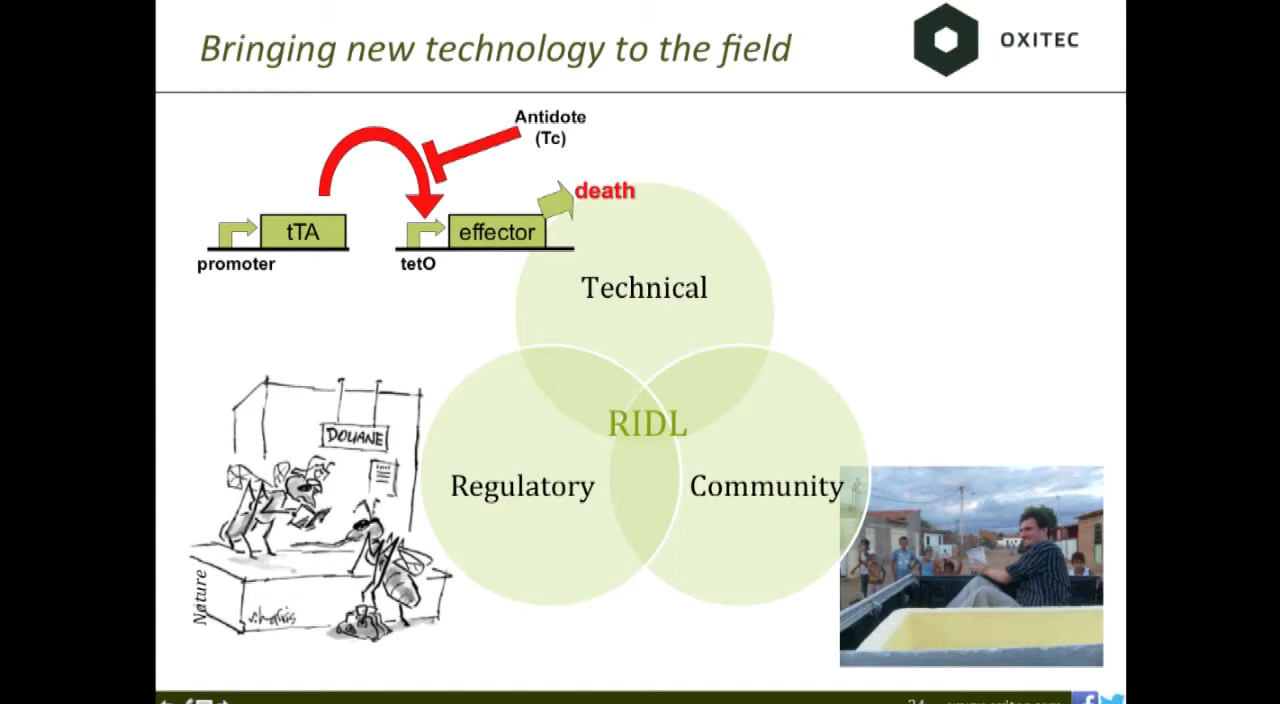 Bringing new technology to the field
OXITEC
Antidote
(Tc)
death
tTA
effector
promoter
tetO
Technical
RIDL
Regulatory
Community
DOUANE
Nature